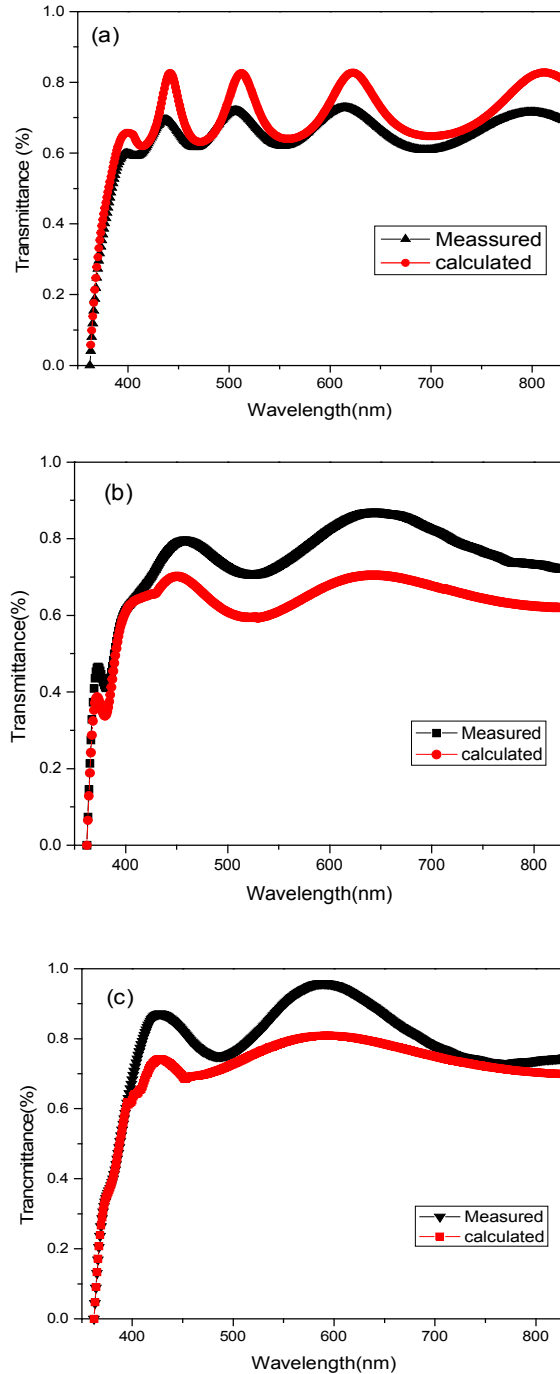 (a)
Transmittance (%)
1.0
0.8
0.6
0.4
0.2
0.0
Meassured
calculated
400 500 600 700 800
Wavelength(nm)
(b)
Transmittance(%)
1.0
0.8
0.6
0.4
0.2
0.0
Measured
calculated
400 500 600 700 800
Wavelength(nm)
(c)
Trancmittance(%)
1.0
0.8
0.6
0.4
0.2
0.0
Measured
calculated
400 500 600 700 800
Wavelength(nm)